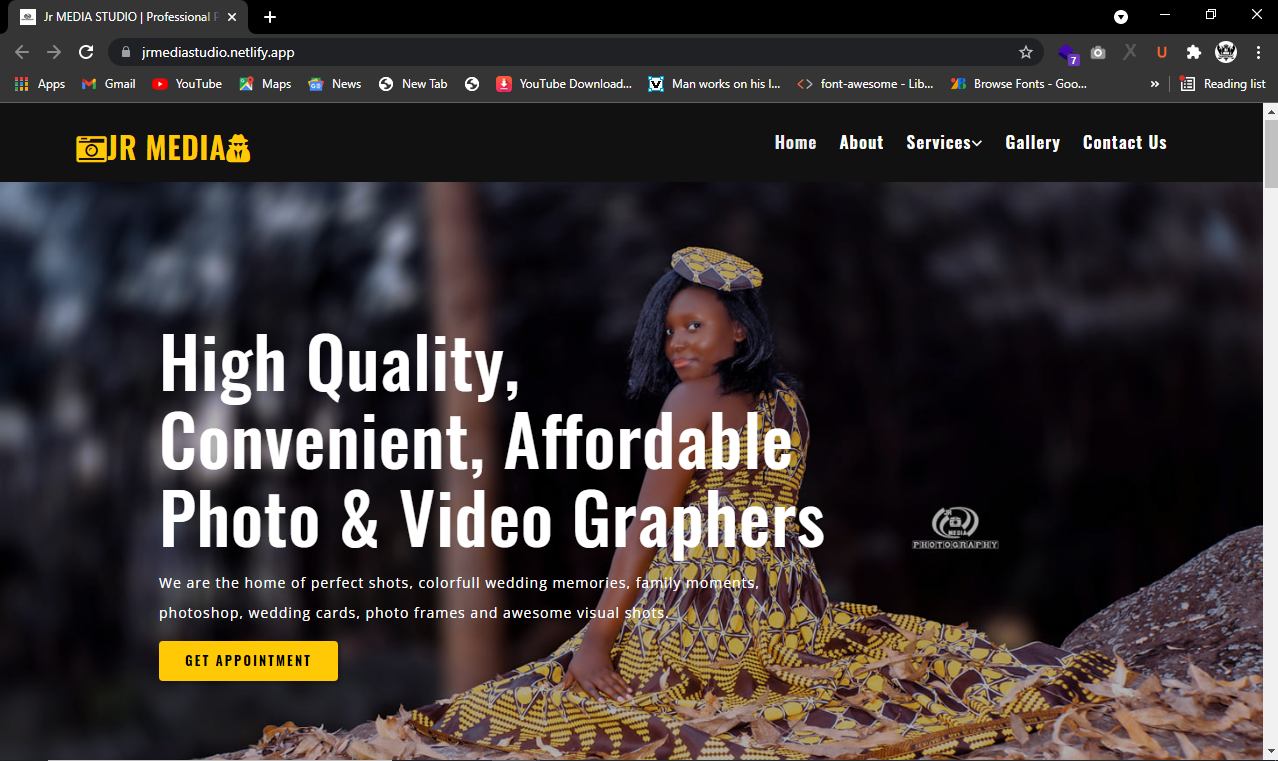 Jr MEDIA STUDIO | Professional
jrmediastudio.netlify.app
7
U
Apps
Gmail
YouTube
Maps
News
New Tab
YouTube Download...
Man works on his l...
font-awesome - Lib...
Browse Fonts - Goo...
»
Reading list
JR MEDIA
Home
About
Services
Gallery
Contact Us
High Quality,
Convenient, Affordable
Photo & Video Graphers
JR
MEDIA
PHOTOGRAPHY
We are the home of perfect shots, colorfull wedding memories, family moments,
photoshop, wedding cards, photo frames and awesome visual shots.
GET APPOINTMENT